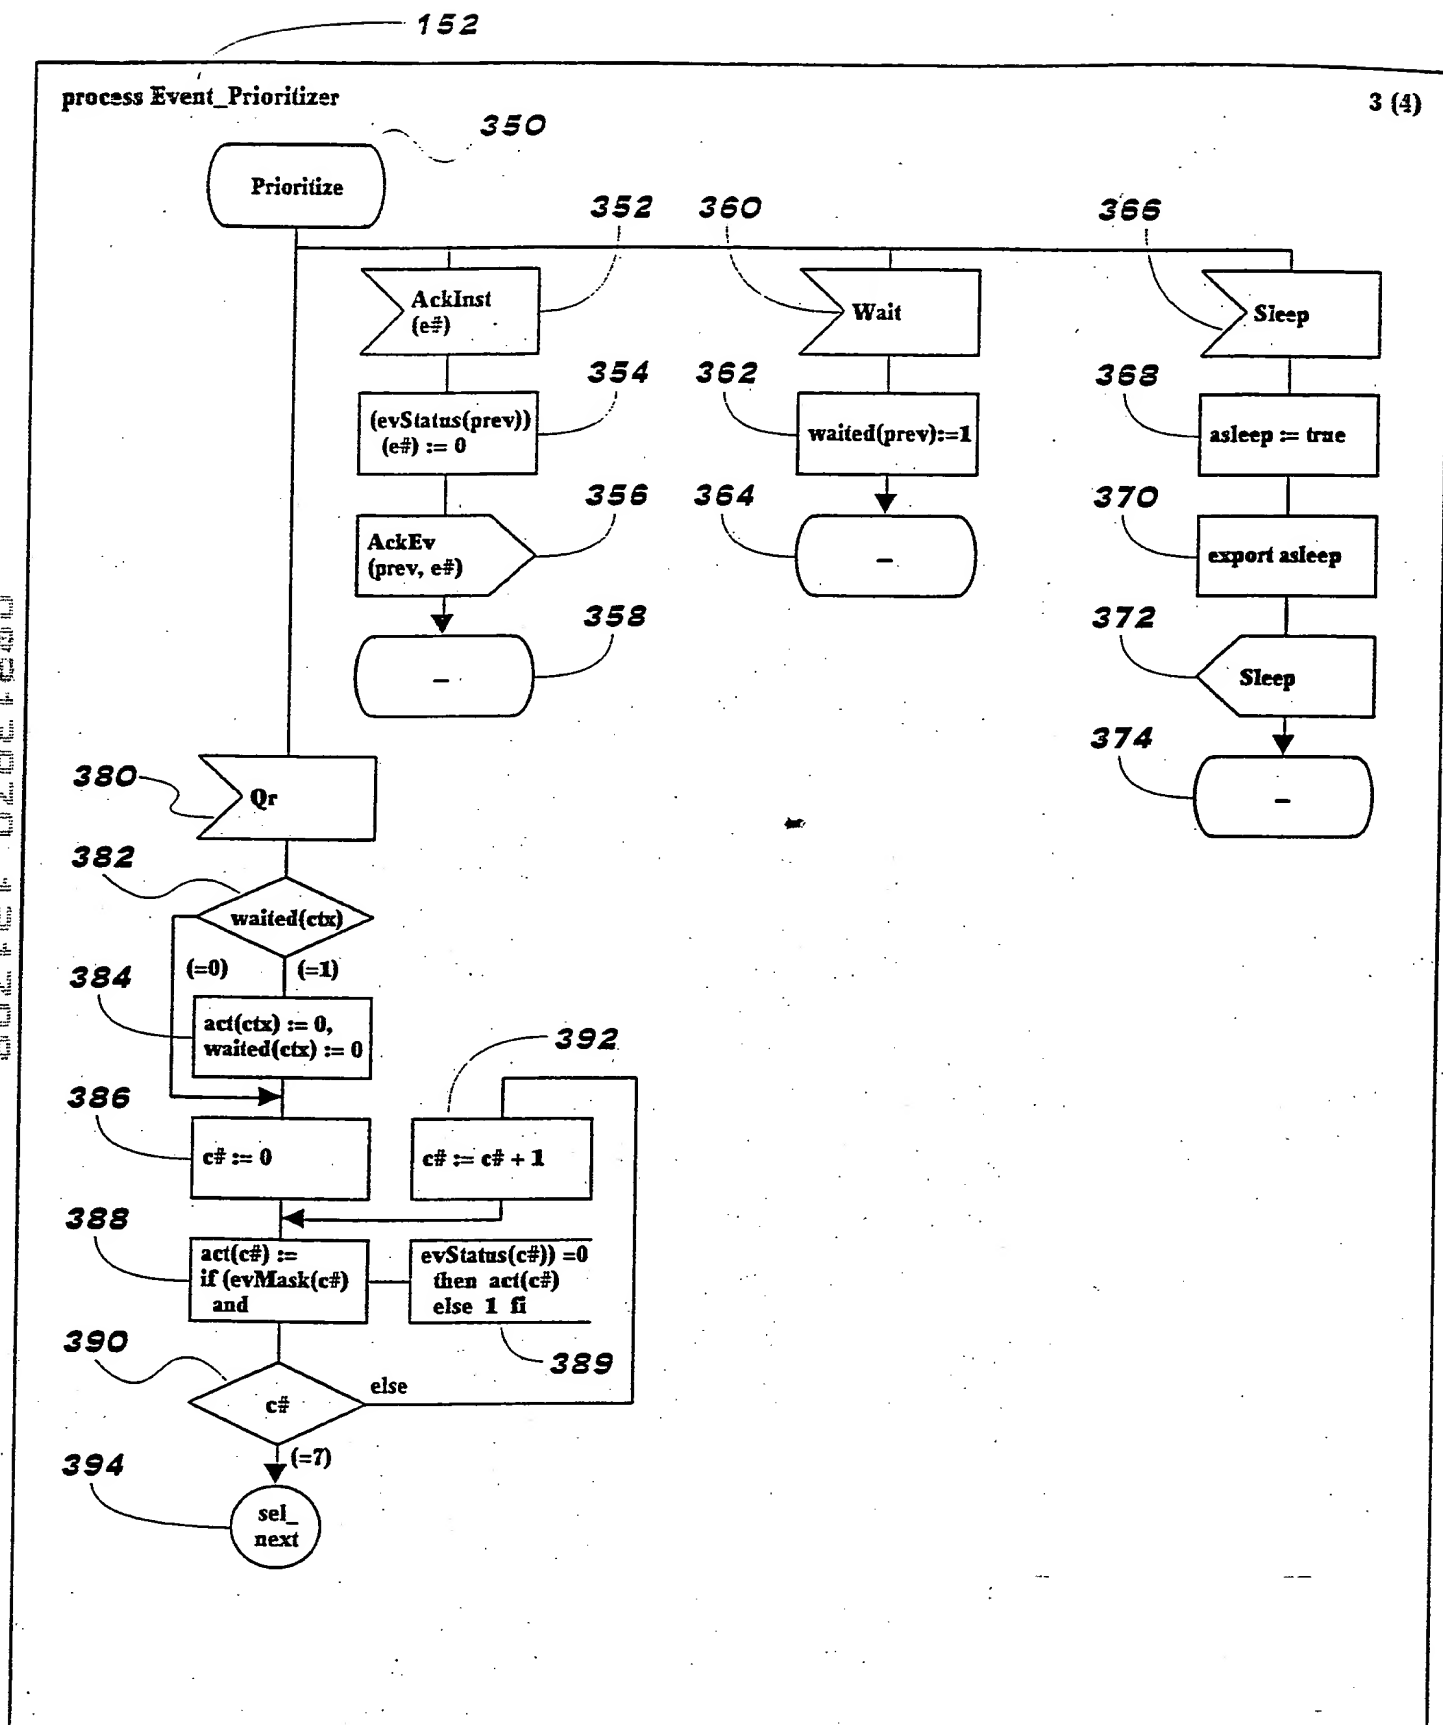 152
process Event_Prioritizer
3 (4)
350
Prioritize
352
360
366
AckInst
(e#)
Wait
Sleep
354
362
368
(evStatus(prev))
(e#) := 0
waited(prev):=1
asleep := true
356
364
370
AckEv
(prev, e#)
–
export asleep
358
372
–
Sleep
374
–
380
Qr
382
waited(ctx)
(=0)
(=1)
384
act(ctx) := 0,
waited(ctx) := 0
392
386
c# := 0
c# := c# + 1
388
act(c#) :=
if (evMask(c#)
and
evStatus(c#)) =0
then act(c#)
else 1 fi
390
389
else
c#
(=7)
394
sel_
next